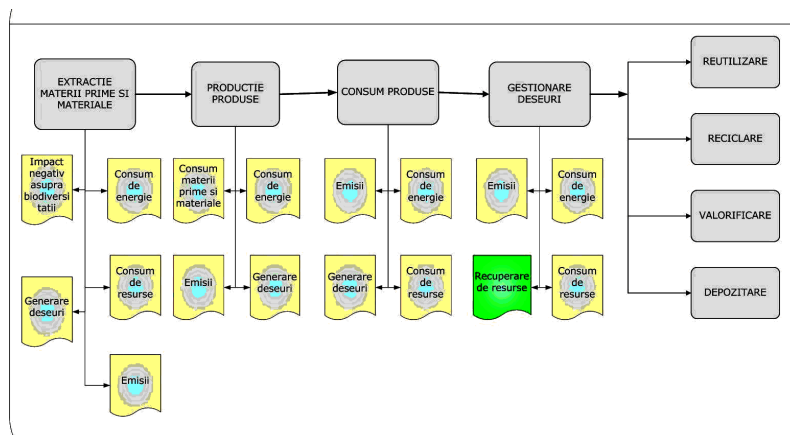 EXTRACTIE
MATERII PRIME SI
MATERIALE
PRODUCTIE
PRODUSE
CONSUM PRODUSE
GESTIONARE
DESEURI
REUTILIZARE
RECICLARE
VALORIFICARE
DEPOZITARE
Impact
negativ
asupra
biodiversi
tatii
Consum
de
energie
Consum
materii
prime si
materiale
Consum
de
energie
Emisii
Consum
de
energie
Emisii
Consum
de
energie
Generare
deseuri
Consum
de
resurse
Emisii
Generare
deseuri
Generare
deseuri
Consum
de
resurse
Recuperare
de resurse
Consum
de
resurse
Emisii